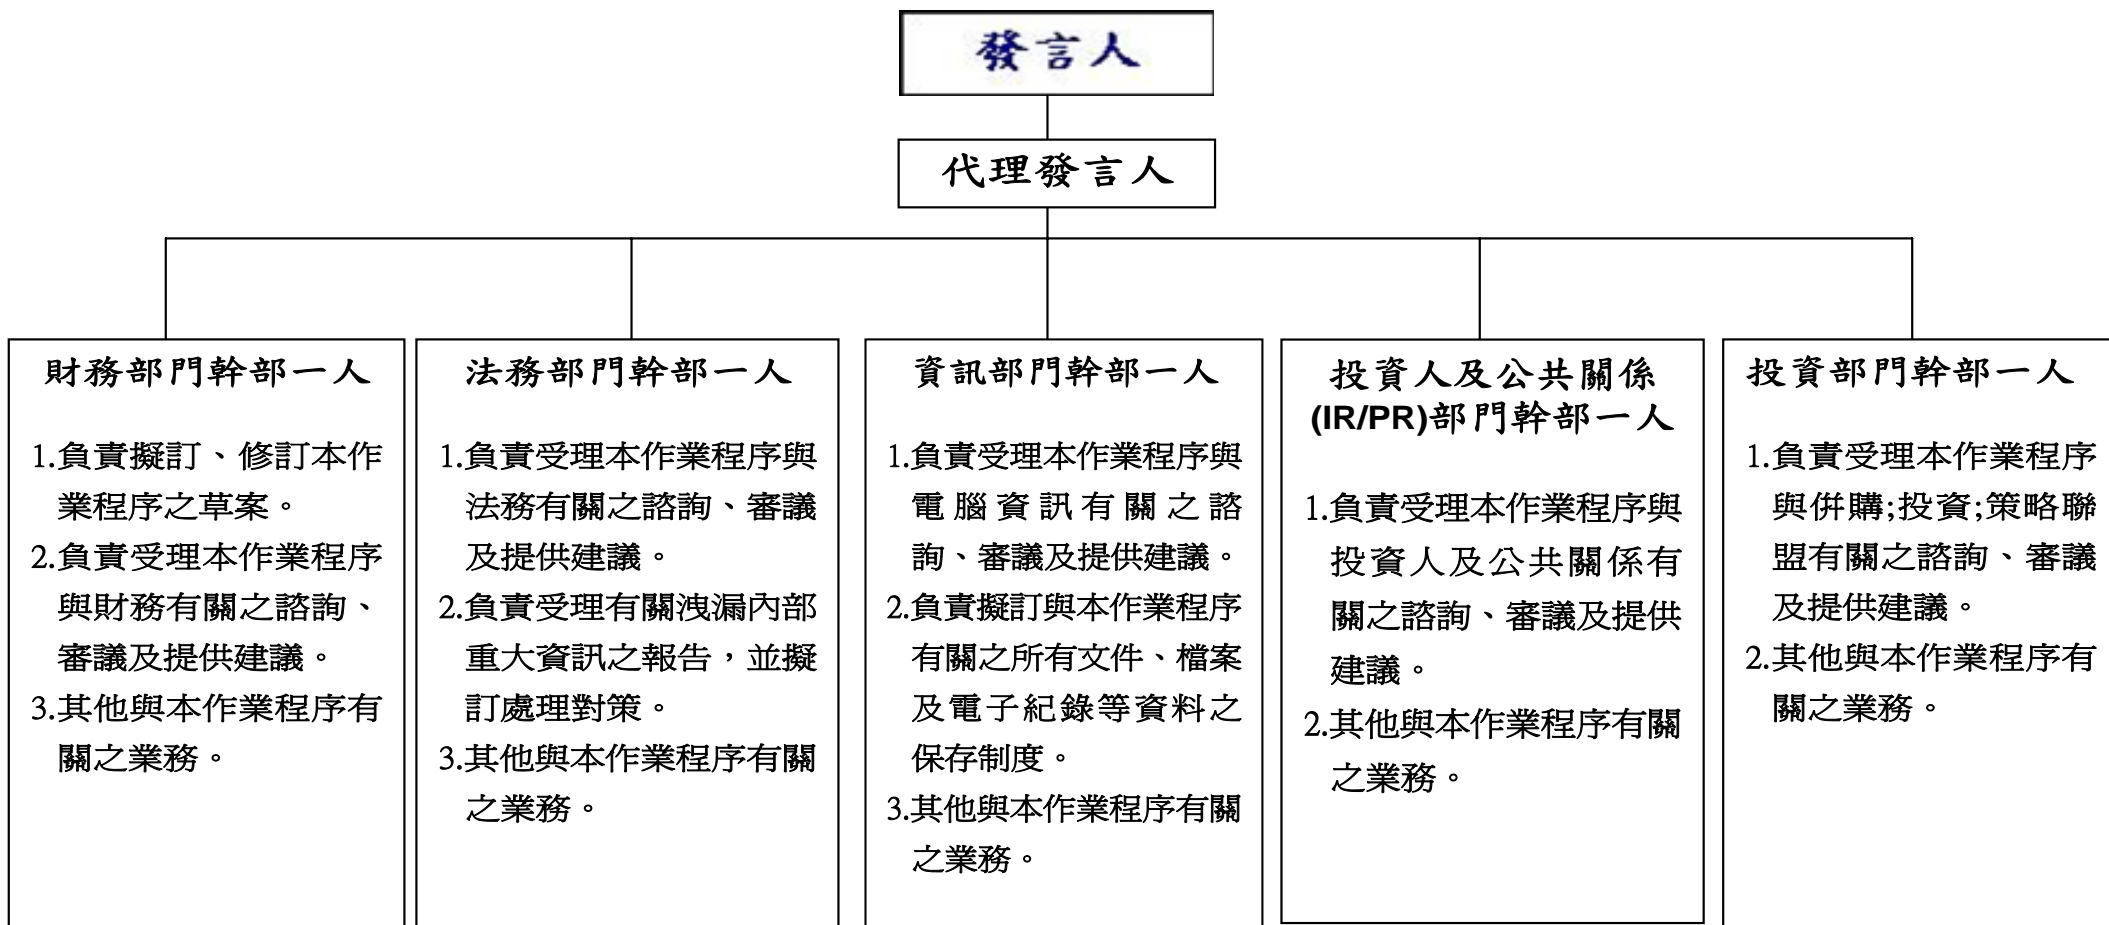 發言人
代理發言人
財務部門幹部一人
1.負責擬訂、修訂本作
業程序之草案。
2.負責受理本作業程序
與財務有關之諮詢、
審議及提供建議。
3.其他與本作業程序有
關之業務。
法務部門幹部一人
1.負責受理本作業程序與
法務有關之諮詢、審議
及提供建議。
2.負責受理有關洩漏內部
重大資訊之報告，並擬
訂處理對策。
3.其他與本作業程序有關
之業務。
資訊部門幹部一人
1.負責受理本作業程序與
電腦資訊有關之諮
詢、審議及提供建議。
2.負責擬訂與本作業程序
有關之所有文件、檔案
及電子紀錄等資料之
保存制度。
3.其他與本作業程序有關
之業務。
投資人及公共關係
(IR/PR)部門幹部一人
1.負責受理本作業程序與
投資人及公共關係有
關之諮詢、審議及提供
建議。
2.其他與本作業程序有關
之業務。
投資部門幹部一人
1.負責受理本作業程序
與併購;投資;策略聯
盟有關之諮詢、審議
及提供建議。
2.其他與本作業程序有
關之業務。